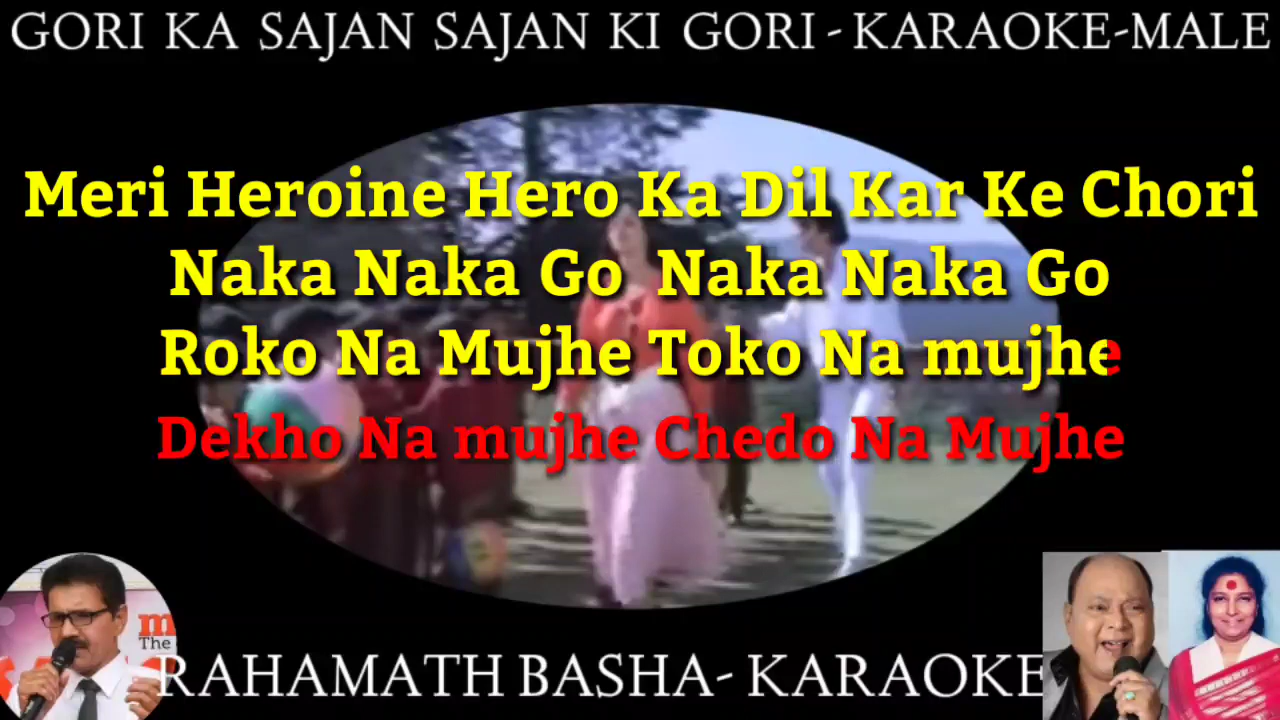 GORI KA SAJAN SAJAN KI GORI - KARAOKE-MALE
Meri Heroine Hero Ka Dil Kar Ke Chori
Naka Naka Go Naka Naka Go
Roko Na Mujhe Toko Na mujhe
Dekho Na mujhe Chedo Na Mujhe
m
The
RAHAMATH BASHA- KARAOKE